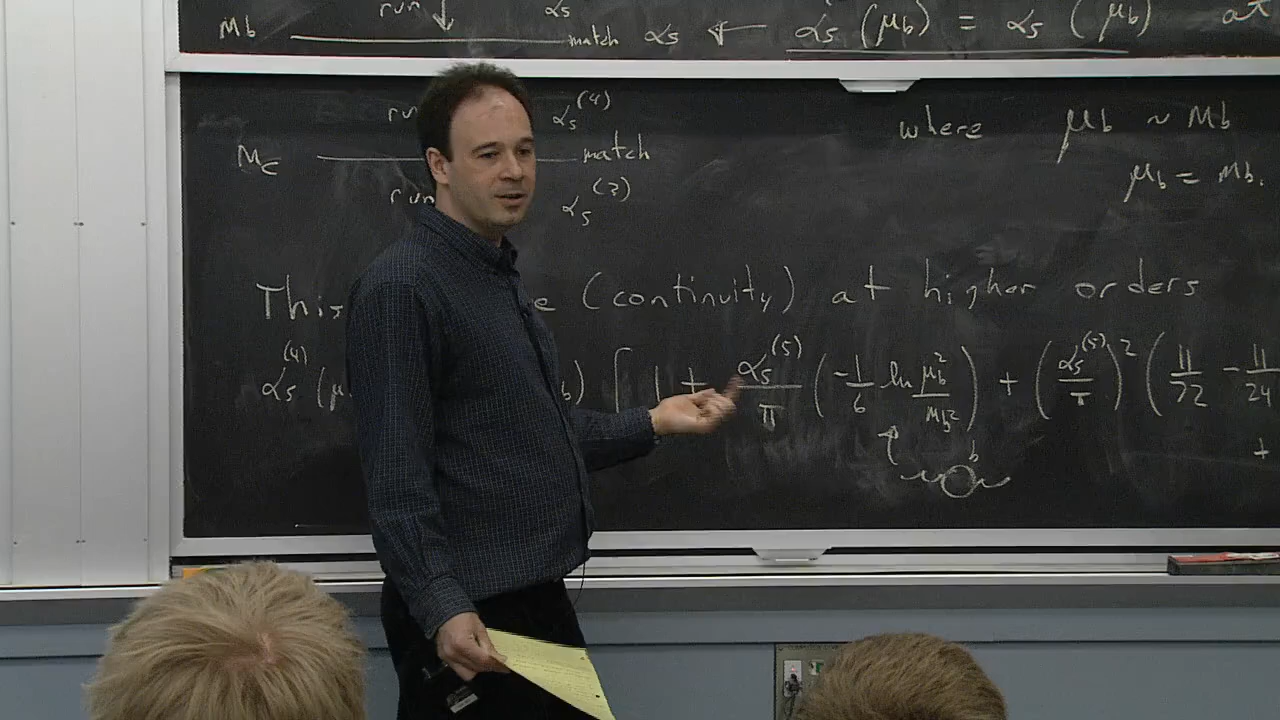 run αs
Mb match αs ← αs (μb) = αs (μb) at
run αs^(4) where μb ~ Mb
Mc match
μb = Mb.
run αs^(3)
This (continuity) at higher orders
αs^(4) (μ b) [ 1 + αs^(5)/π ( -1/6 ln μb²/Mb² ) + ( αs^(5)/π )² ( 11/72 - 11/24
b +